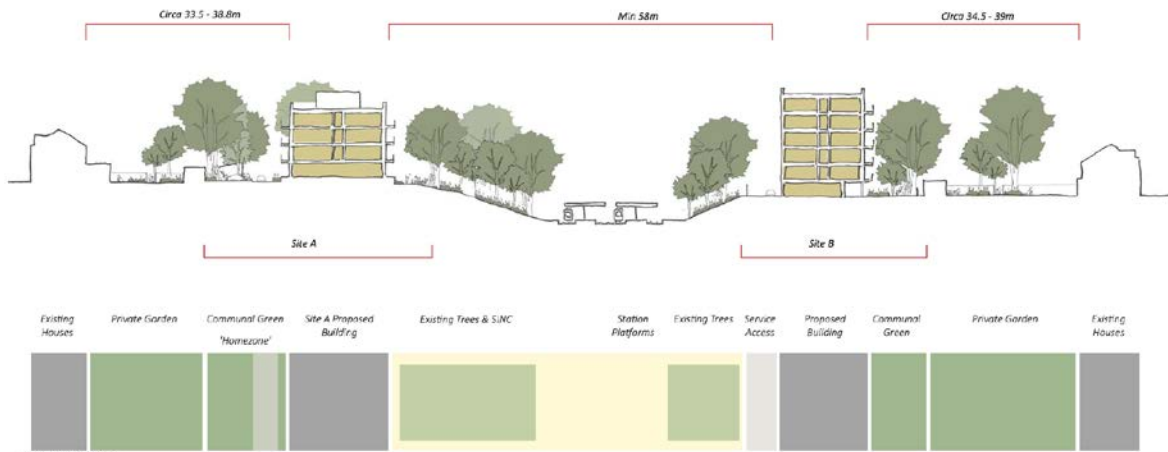 Circa 33.5 - 38.8m
Min 58m
Circa 34.5 - 39m
Site A
Site B
Existing
Houses
Private Garden
Communal Green
'Homezone'
Site A Proposed
Building
Existing Trees & SINC
Station
Platforms
Existing Trees
Service
Access
Proposed
Building
Communal
Green
Private Garden
Existing
Houses